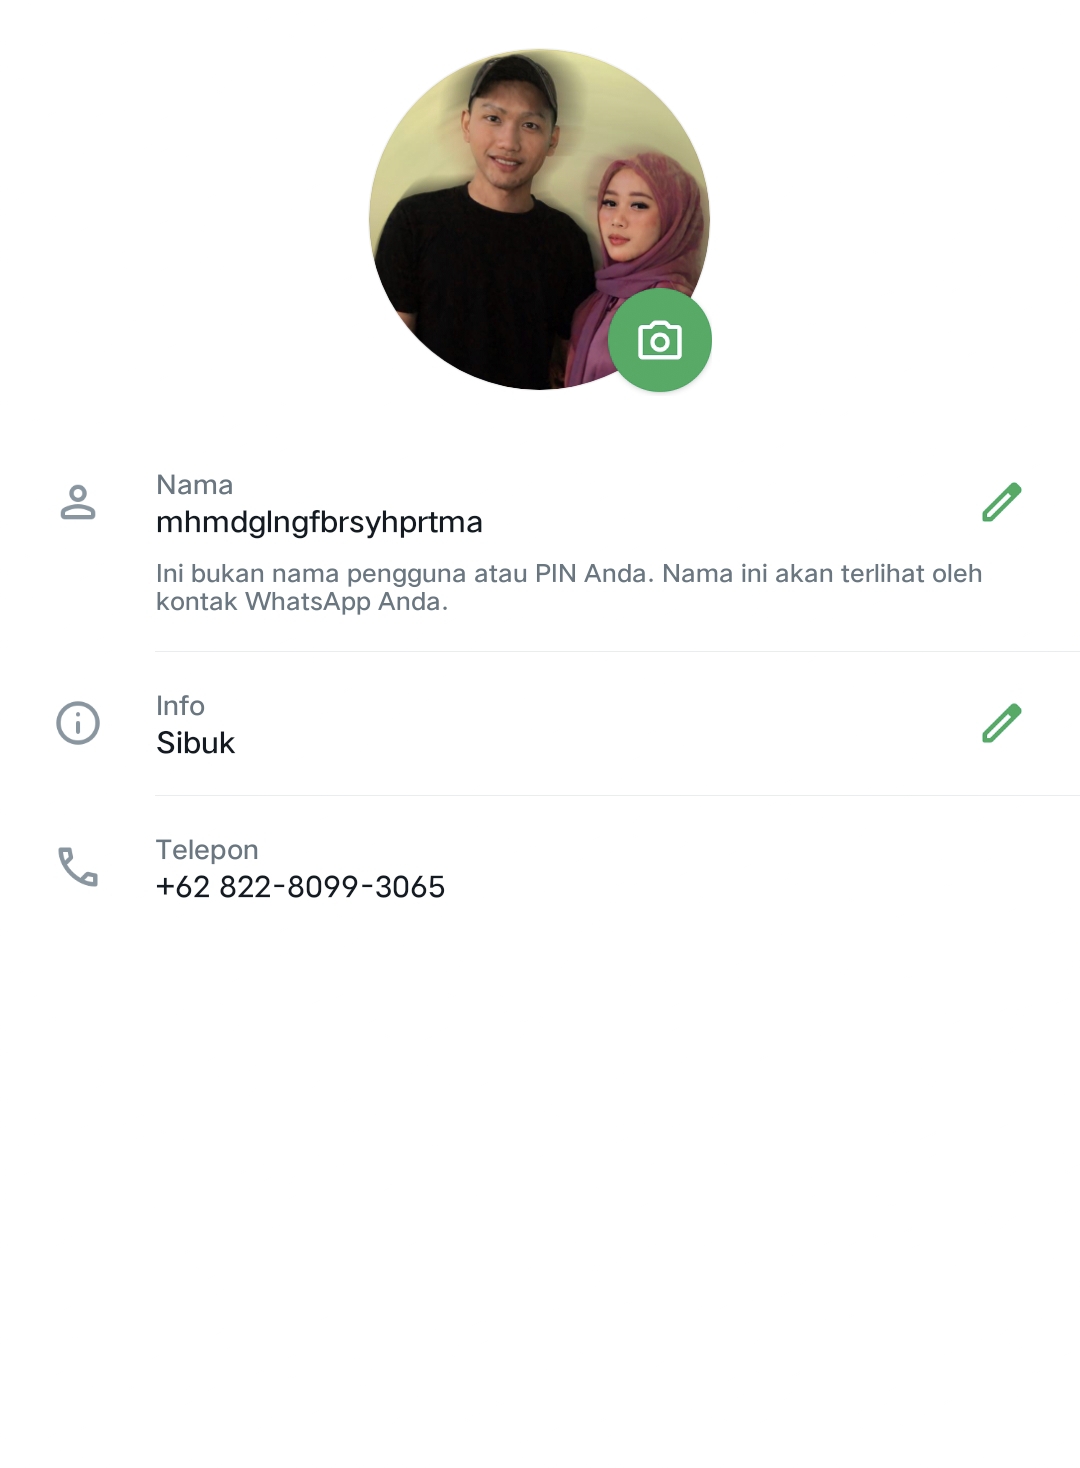 Nama
mhmdglngfbrsyhprtma
Ini bukan nama pengguna atau PIN Anda. Nama ini akan terlihat oleh
kontak WhatsApp Anda.
Info
Sibuk
Telepon
+62 822-8099-3065